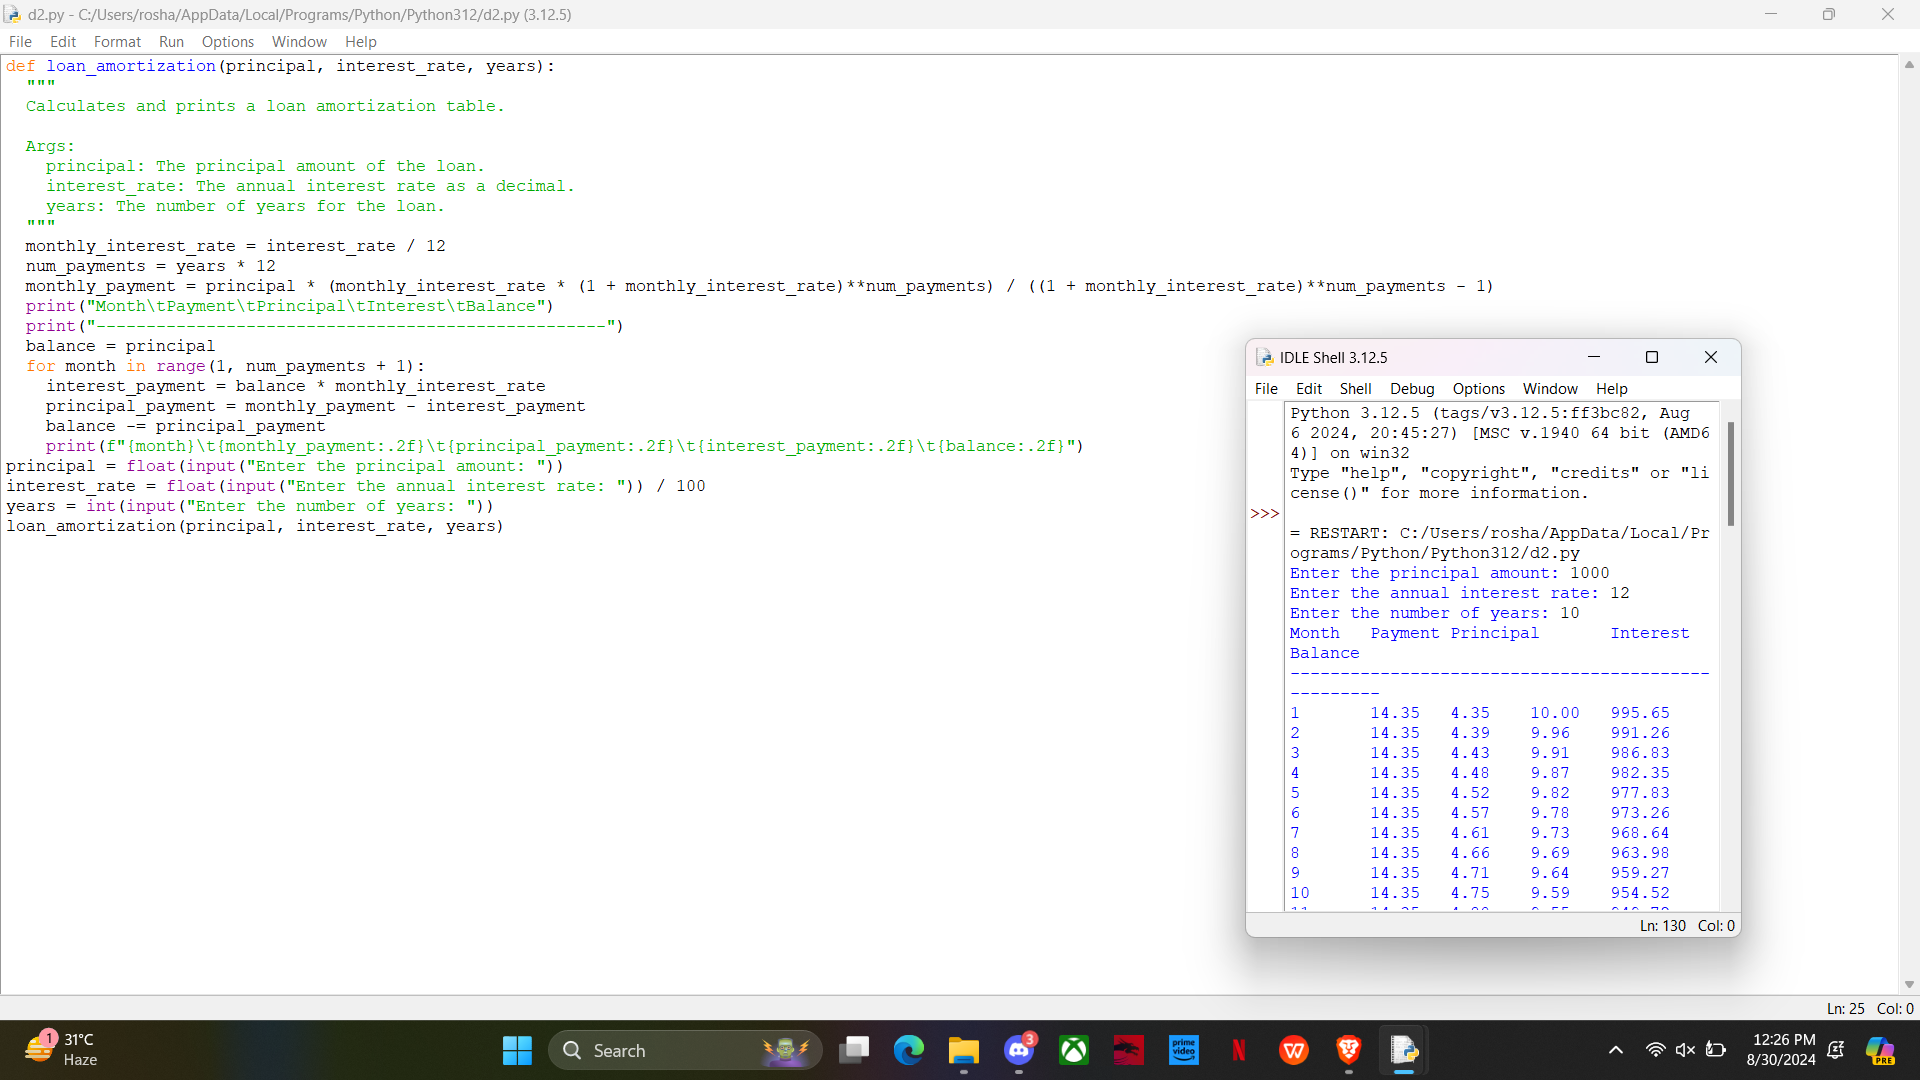 d2.py - C:/Users/rosha/AppData/Local/Programs/Python/Python312/d2.py (3.12.5)
File Edit Format Run Options Window Help
def loan_amortization(principal, interest_rate, years):
  """
  Calculates and prints a loan amortization table.

  Args:
    principal: The principal amount of the loan.
    interest_rate: The annual interest rate as a decimal.
    years: The number of years for the loan.
  """
  monthly_interest_rate = interest_rate / 12
  num_payments = years * 12
  monthly_payment = principal * (monthly_interest_rate * (1 + monthly_interest_rate)**num_payments) / ((1 + monthly_interest_rate)**num_payments - 1)
  print("Month\tPayment\tPrincipal\tInterest\tBalance")
  print("---------------------------------------------------")
  balance = principal
  for month in range(1, num_payments + 1):
    interest_payment = balance * monthly_interest_rate
    principal_payment = monthly_payment - interest_payment
    balance -= principal_payment
    print(f"{month}\t{monthly_payment:.2f}\t{principal_payment:.2f}\t{interest_payment:.2f}\t{balance:.2f}")
principal = float(input("Enter the principal amount: "))
interest_rate = float(input("Enter the annual interest rate: ")) / 100
years = int(input("Enter the number of years: "))
loan_amortization(principal, interest_rate, years)
IDLE Shell 3.12.5
File Edit Shell Debug Options Window Help
Python 3.12.5 (tags/v3.12.5:ff3bc82, Aug
6 2024, 20:45:27) [MSC v.1940 64 bit (AMD6
4)] on win32
Type "help", "copyright", "credits" or "li
cense()" for more information.
>>>
= RESTART: C:/Users/rosha/AppData/Local/Pr
ograms/Python/Python312/d2.py
Enter the principal amount: 1000
Enter the annual interest rate: 12
Enter the number of years: 10
Month Payment Principal Interest
Balance
------------------------------------------
---------
1 14.35 4.35 10.00 995.65
2 14.35 4.39 9.96 991.26
3 14.35 4.43 9.91 986.83
4 14.35 4.48 9.87 982.35
5 14.35 4.52 9.82 977.83
6 14.35 4.57 9.78 973.26
7 14.35 4.61 9.73 968.64
8 14.35 4.66 9.69 963.98
9 14.35 4.71 9.64 959.27
10 14.35 4.75 9.59 954.52
Ln: 130 Col: 0
Ln: 25 Col: 0
1
31°C
Haze
Search
3
prime
video
N
W
12:26 PM
8/30/2024
PRE